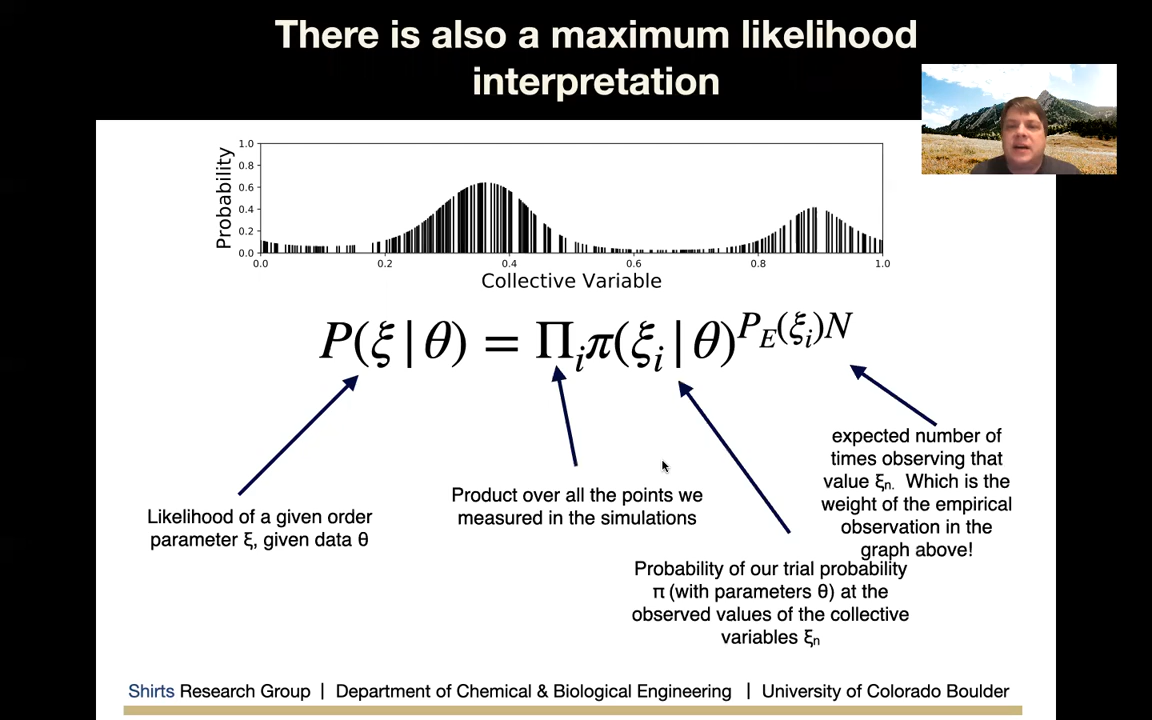 There is also a maximum likelihood
interpretation
1.0
0.8
0.6
0.4
0.2
0.0
Probability
0.0 0.2 0.4 0.6 0.8 1.0
Collective Variable
P(ξ|θ) = Π_i π(ξ_i|θ)^{P_E(ξ_i)N}
Likelihood of a given order
parameter ξ, given data θ
Product over all the points we
measured in the simulations
expected number of
times observing that
value ξₙ. Which is the
weight of the empirical
observation in the
graph above!
Probability of our trial probability
π (with parameters θ) at the
observed values of the collective
variables ξₙ
Shirts Research Group | Department of Chemical & Biological Engineering | University of Colorado Boulder